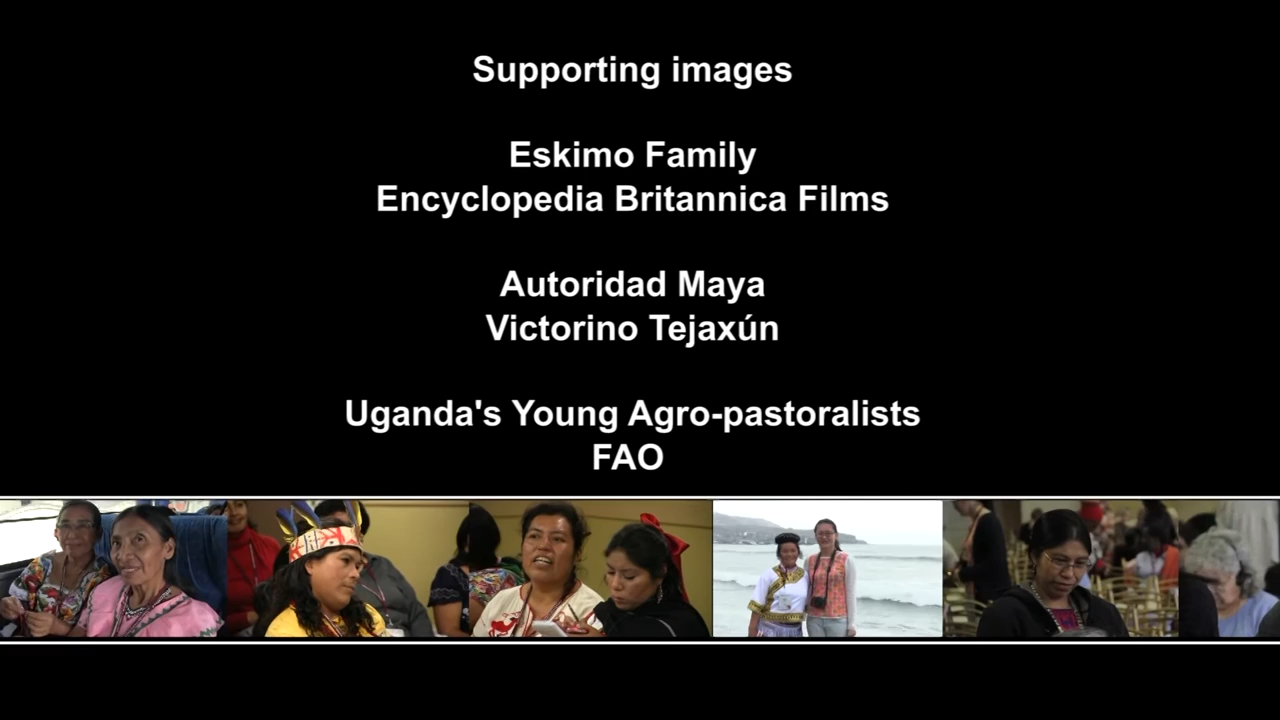 Supporting images
Eskimo Family
Encyclopedia Britannica Films
Autoridad Maya
Victorino Tejaxún
Uganda's Young Agro-pastoralists
FAO